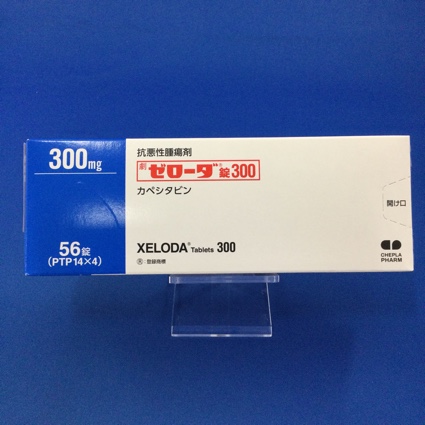 300mg
56錠
(PTP14×4)
抗悪性腫瘍剤
劇 ゼローダ®錠300
カペシタビン
XELODA® Tablets 300
Ⓡ:登録商標
開け口
CHEPLA
PHARM